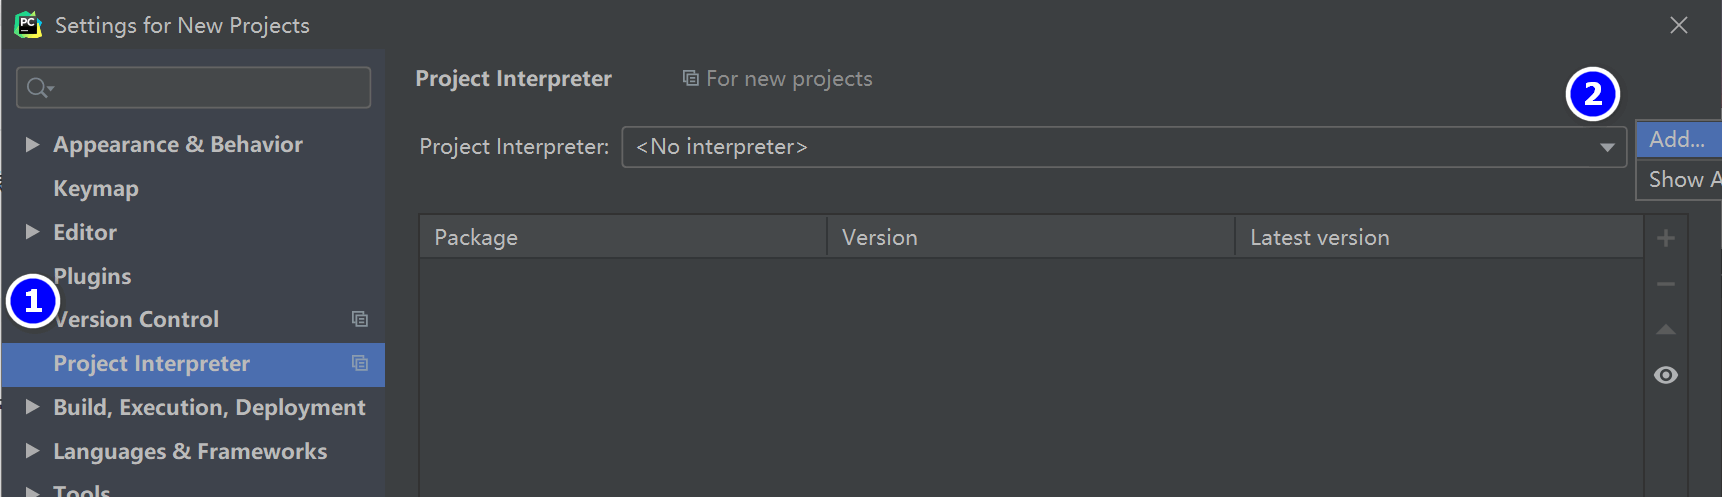 PC Settings for New Projects
Project Interpreter For new projects
2
Project Interpreter: <No interpreter>
Add...
Show A
Appearance & Behavior
Keymap
Editor
Plugins
1
Version Control
Project Interpreter
Build, Execution, Deployment
Languages & Frameworks
Tools
Package Version Latest version